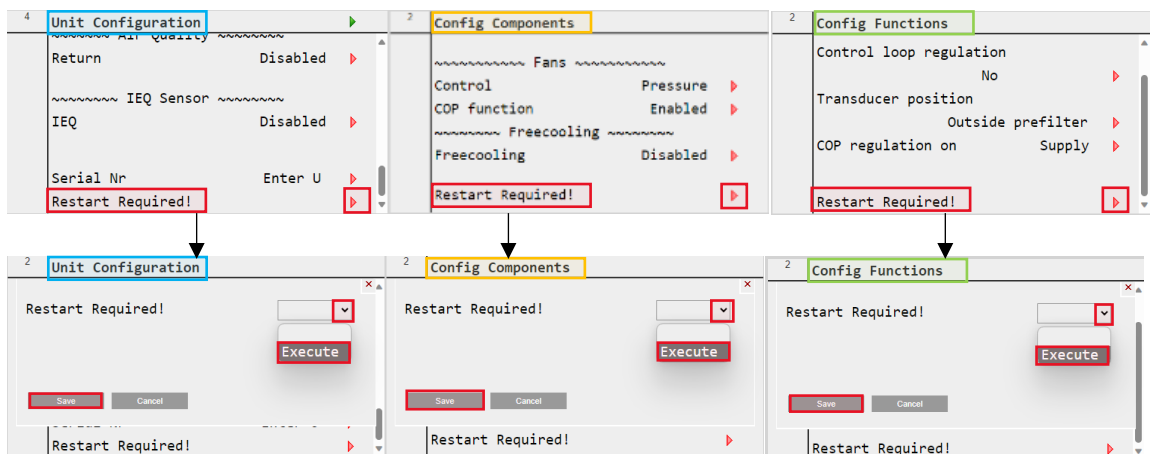 4 Unit Configuration
~~~~~~~ Air Quality ~~~~~~~~
Return Disabled
~~~~~~~~ IEQ Sensor ~~~~~~~~
IEQ Disabled
Serial Nr Enter U
Restart Required!
2 Config Components
~~~~~~~~~~~ Fans ~~~~~~~~~~~
Control Pressure
COP function Enabled
~~~~~~~~ Freecooling ~~~~~~~~
Freecooling Disabled
Restart Required!
2 Config Functions
Control loop regulation
No
Transducer position
Outside prefilter
COP regulation on Supply
Restart Required!
2 Unit Configuration
Restart Required!
Execute
Save Cancel
Serial Nr Enter U
Restart Required!
2 Config Components
Restart Required!
Execute
Save Cancel
Restart Required!
2 Config Functions
Restart Required!
Execute
Save Cancel
Restart Required!